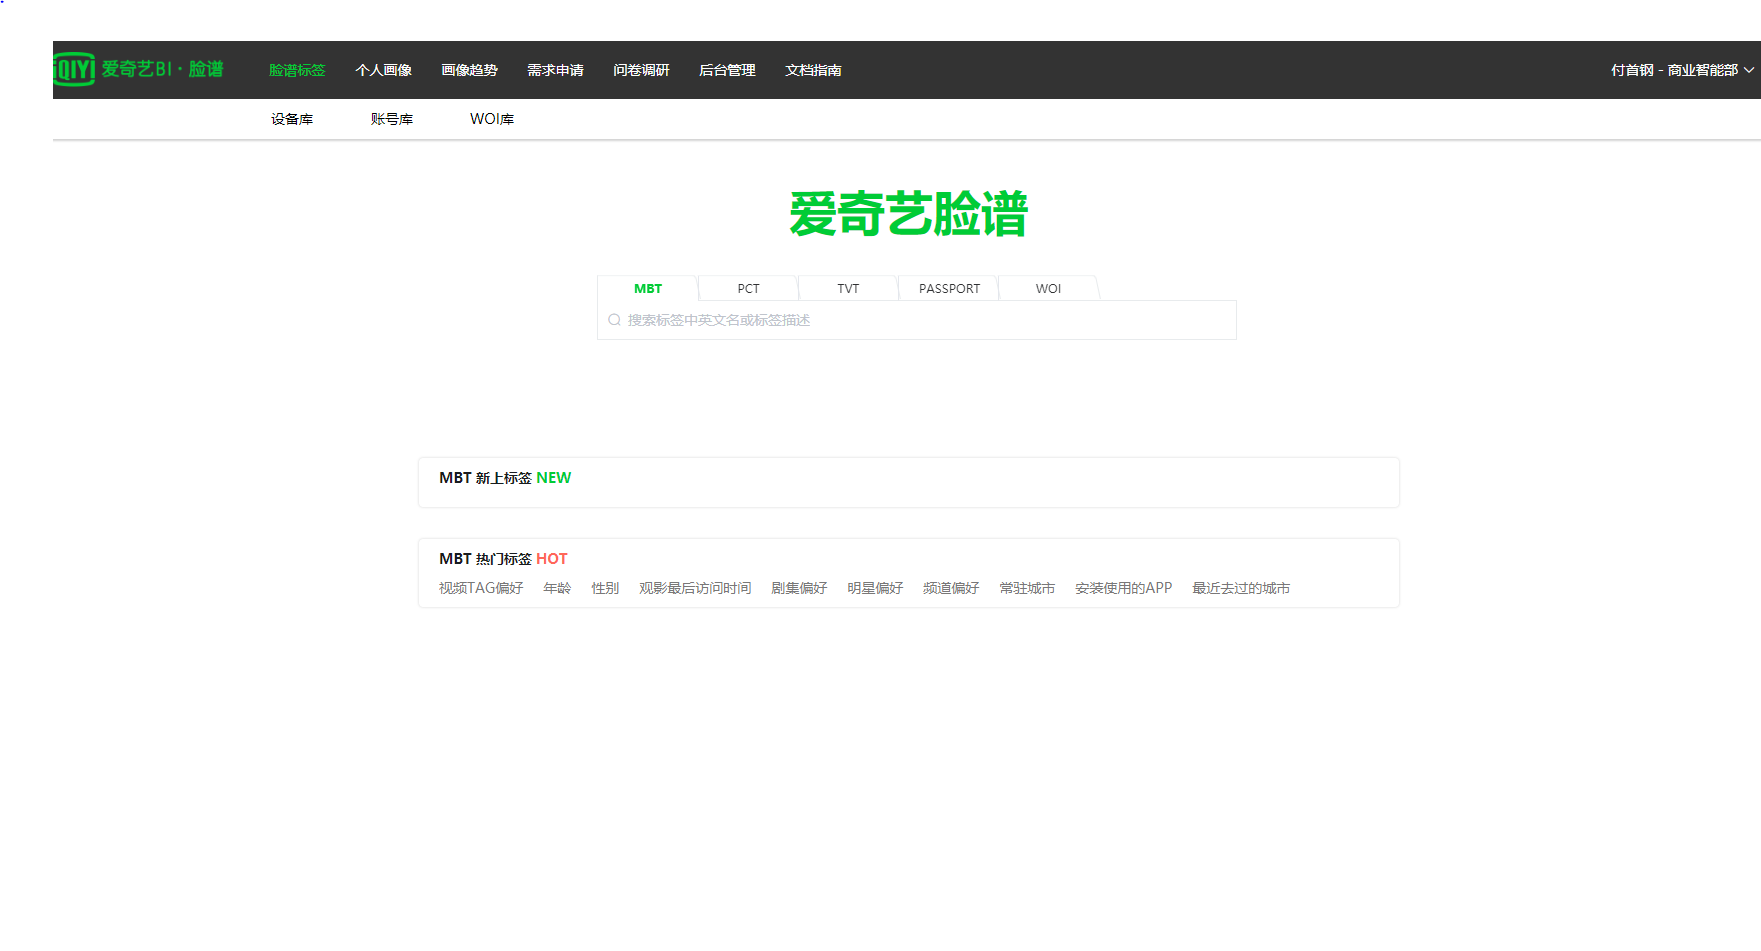 QIYI 爱奇艺BI·脸谱 脸谱标签 个人画像 画像趋势 需求申请 问卷调研 后台管理 文档指南 付首钢 - 商业智能部
设备库 账号库 WOI库
爱奇艺脸谱
MBT PCT TVT PASSPORT WOI
搜索标签中英文名或标签描述
MBT 新上标签 NEW
MBT 热门标签 HOT
视频TAG偏好 年龄 性别 观影最后访问时间 剧集偏好 明星偏好 频道偏好 常驻城市 安装使用的APP 最近去过的城市